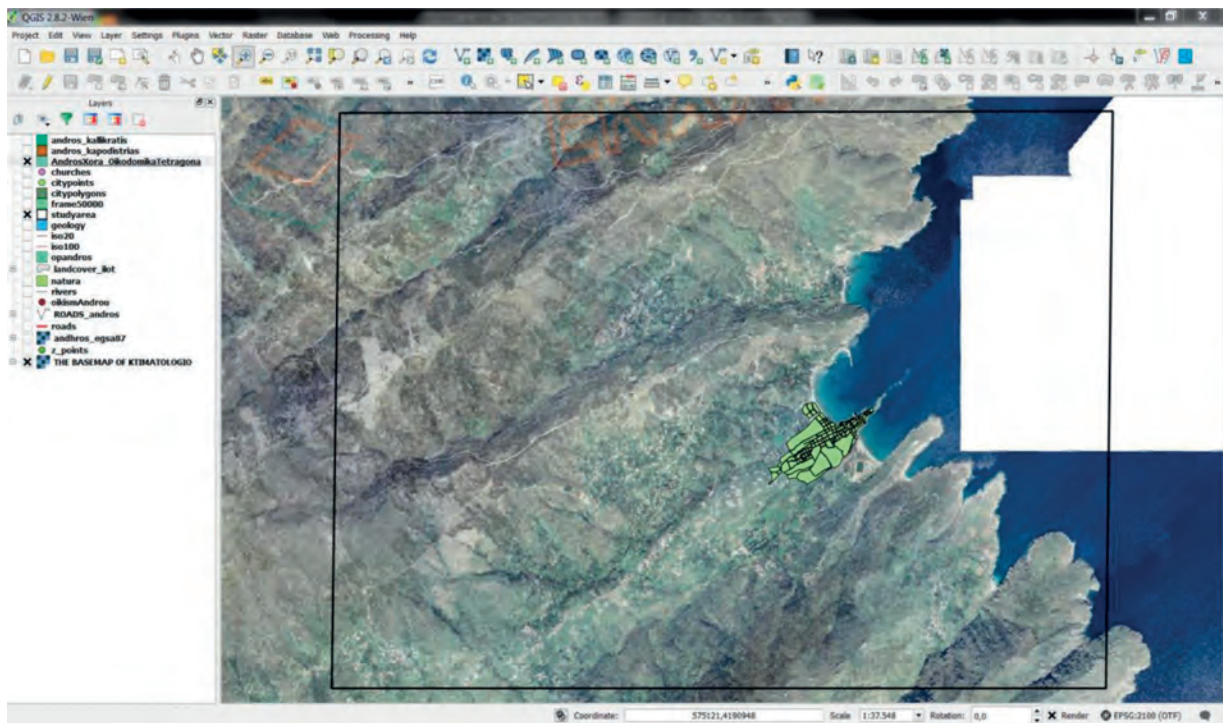 QGIS 2.8.2-Wien
Project Edit View Layer Settings Plugins Vector Raster Database Web Processing Help
Layers
andros_kallikratis
andros_kapodistrias
AndrosXora_OikodomikaTetragona
churches
citypoints
citypolygons
frame50000
studyarea
geology
iso20
iso100
opandros
landcover_ilot
natura
rivers
oikismAndrou
ROADS_andros
roads
andhros_egsa87
z_points
THE BASEMAP OF KTIMATOLOGIO
Coordinate: 575121,4190948 Scale 1:37.548 Rotation: 0,0 Render EPSG:2100 (OTF)